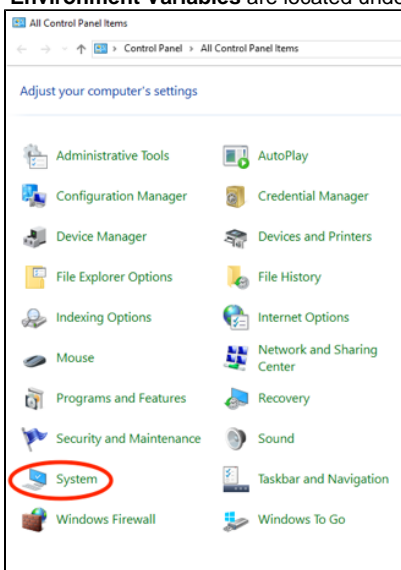 Environment Variables are located unde
All Control Panel Items
Control Panel > All Control Panel Items
Adjust your computer's settings
Administrative Tools
AutoPlay
Configuration Manager
Credential Manager
Device Manager
Devices and Printers
File Explorer Options
File History
Indexing Options
Internet Options
Mouse
Network and Sharing
Center
Programs and Features
Recovery
Security and Maintenance
Sound
System
Taskbar and Navigation
Windows Firewall
Windows To Go